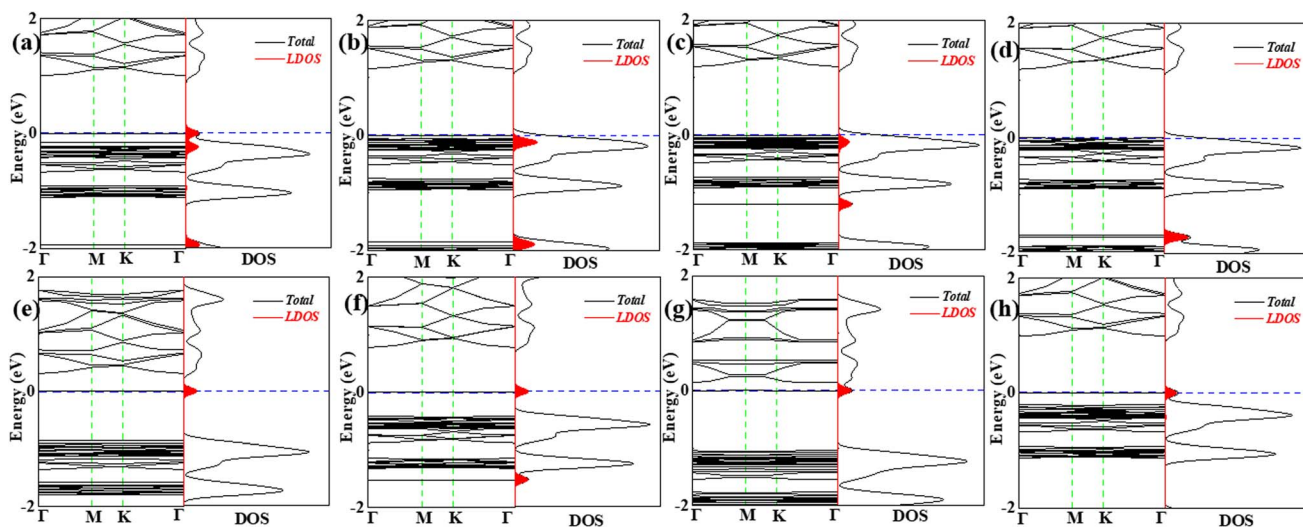 (a)
Energy (eV)
2
0
-2
Γ M K Γ DOS
Total
LDOS
(b)
Energy (eV)
2
0
-2
Γ M K Γ DOS
Total
LDOS
(c)
Energy (eV)
2
0
-2
Γ M K Γ DOS
Total
LDOS
(d)
Energy (eV)
2
0
-2
Γ M K Γ DOS
Total
LDOS
(e)
Energy (eV)
2
0
-2
Γ M K Γ DOS
Total
LDOS
(f)
Energy (eV)
2
0
-2
Γ M K Γ DOS
Total
LDOS
(g)
Energy (eV)
2
0
-2
Γ M K Γ DOS
Total
LDOS
(h)
Energy (eV)
2
0
-2
Γ M K Γ DOS
Total
LDOS